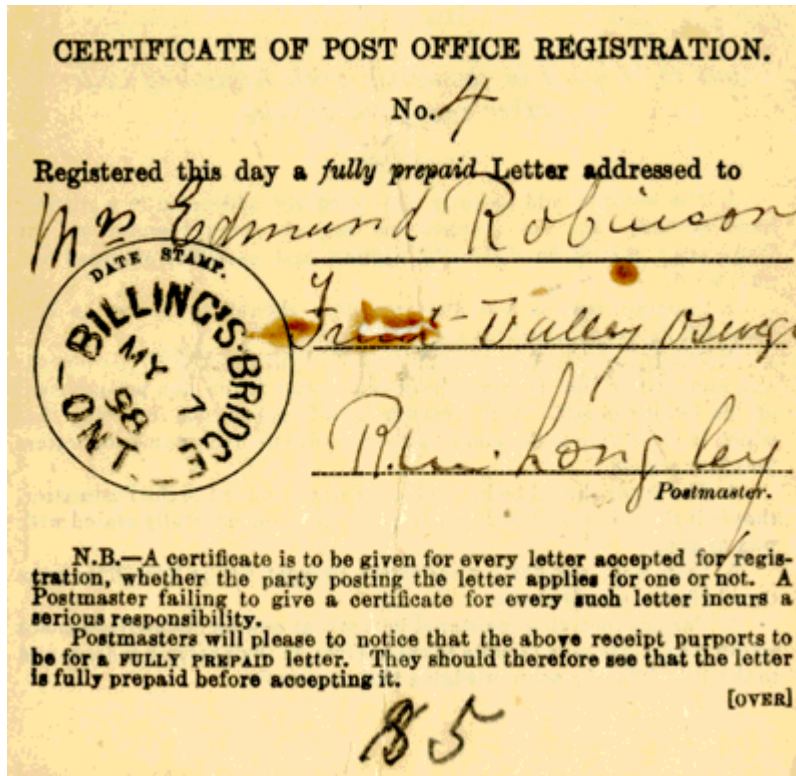 CERTIFICATE OF POST OFFICE REGISTRATION.
No. 4
Registered this day a fully prepaid Letter addressed to
Mrs Edmund Robinson
Valley Oswego
DATE STAMP.
BILLING'S-BRIDGE
MY 7
98
ONT.
Longley
Postmaster.
N.B.—A certificate is to be given for every letter accepted for regis-
tration, whether the party posting the letter applies for one or not. A
Postmaster failing to give a certificate for every such letter incurs a
serious responsibility.
Postmasters will please to notice that the above receipt purports to
be for a FULLY PREPAID letter. They should therefore see that the letter
is fully prepaid before accepting it.
[OVER]
$5